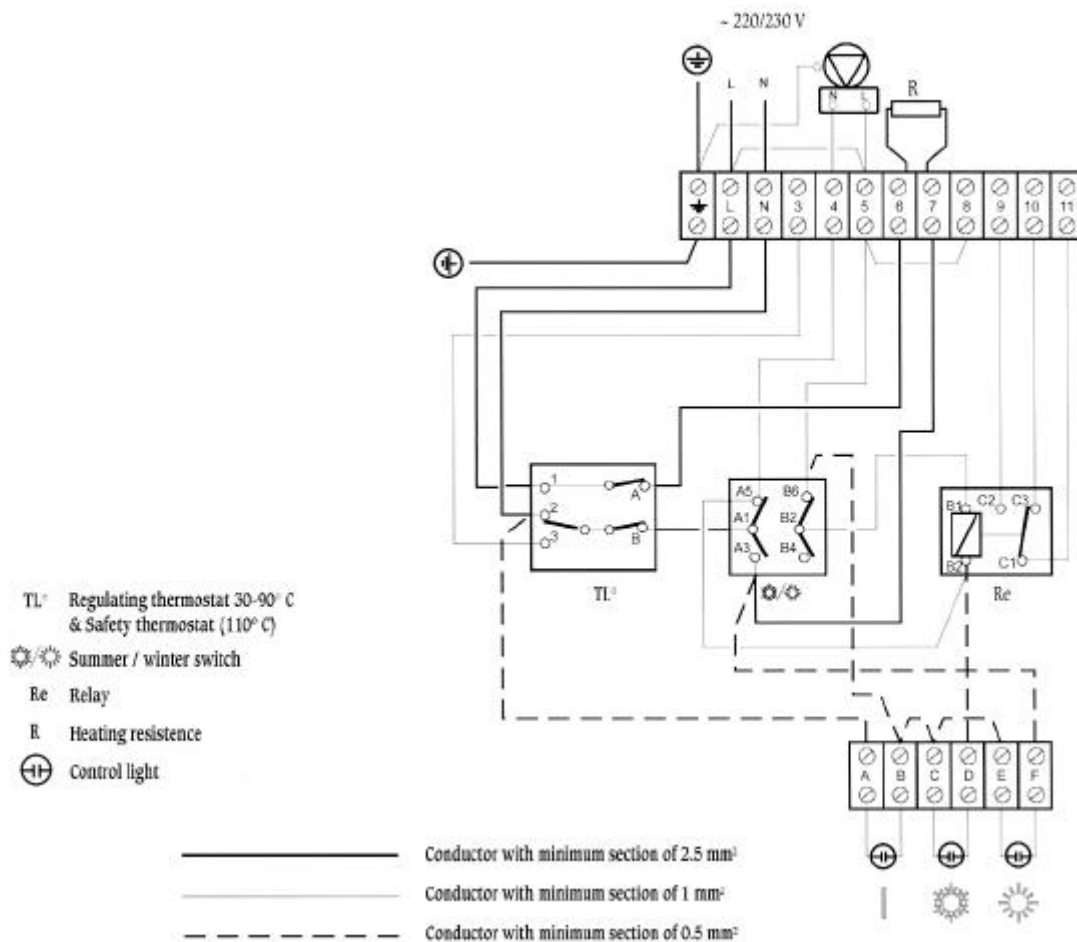 ~ 220/230 V
L N
N L
R
L N 3 4 5 6 7 8 9 10 11
1 A
2
3 B
TL°
A5 B6
A1 B2
A3 B4
B1 C2 C3
B2 C1
Re
TL° Regulating thermostat 30-90° C
& Safety thermostat (110° C)
/ Summer / winter switch
Re Relay
R Heating resistence
Control light
A B C D E F
Conductor with minimum section of 2.5 mm²
Conductor with minimum section of 1 mm²
Conductor with minimum section of 0.5 mm²